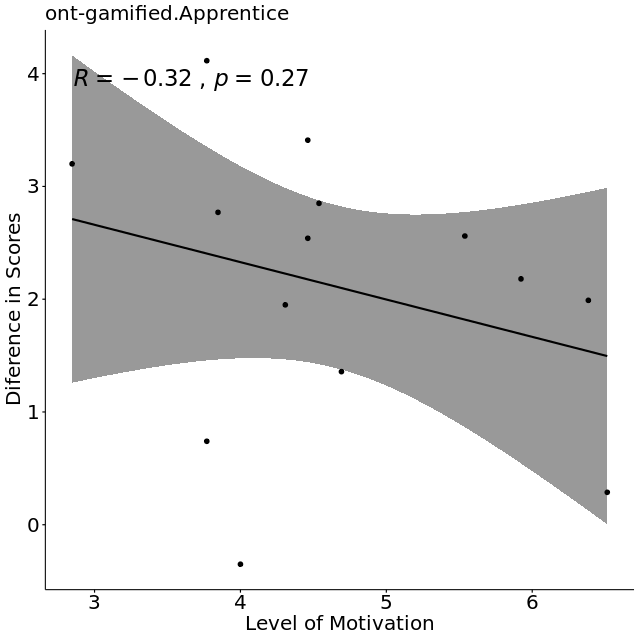 ont-gamified.Apprentice
R = −0.32 , p = 0.27
4
3
2
1
0
Diference in Scores
3 4 5 6
Level of Motivation